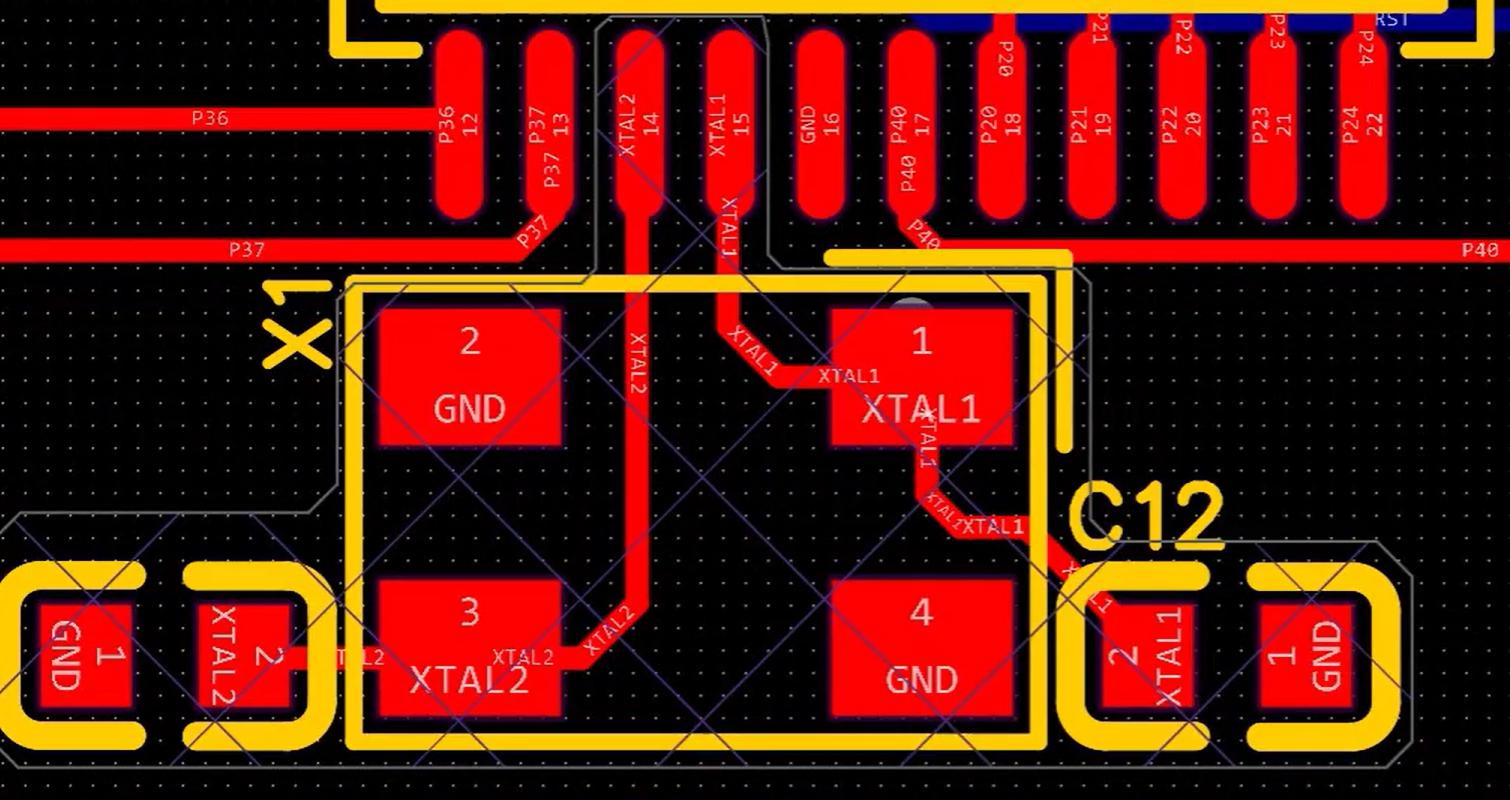 RST
P21
P22
P23
P20
P24
P36
P36
12
P37
13
P37
XTAL2
14
XTAL1
15
GND
16
P40
17
P40
P20
18
P21
19
P22
20
P23
21
P24
22
P37
P37
XTAL1
P40
P40
X1
2
GND
XTAL2
XTAL1
XTAL1
1
XTAL1
XTAL1
XTAL1
XTAL1
C12
GND
1
XTAL2
2
3
XTAL2
XTAL2
XTAL2
4
GND
2
XTAL1
1
GND